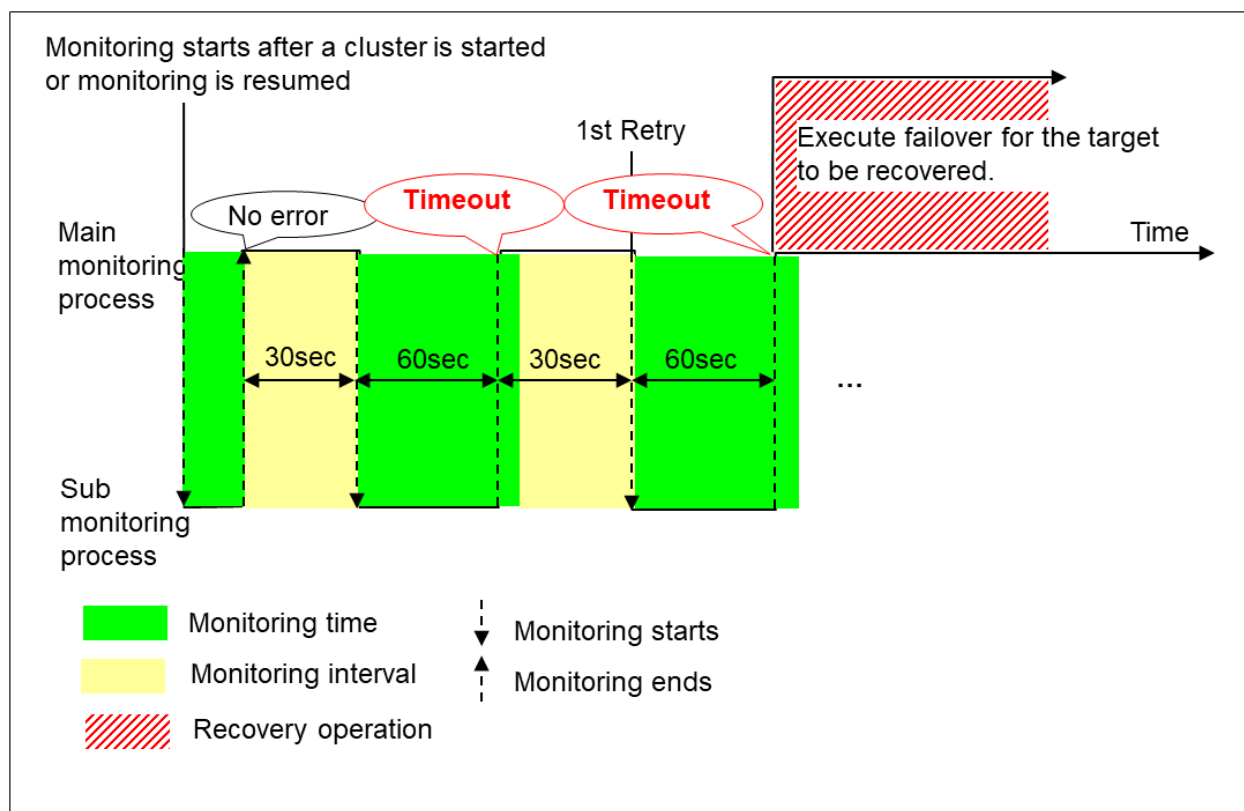 Monitoring starts after a cluster is started
or monitoring is resumed
1st Retry
Execute failover for the target
to be recovered.
No error
Timeout
Timeout
Time
Main
monitoring
process
30sec
60sec
30sec
60sec
...
Sub
monitoring
process
Monitoring time
Monitoring starts
Monitoring interval
Monitoring ends
Recovery operation